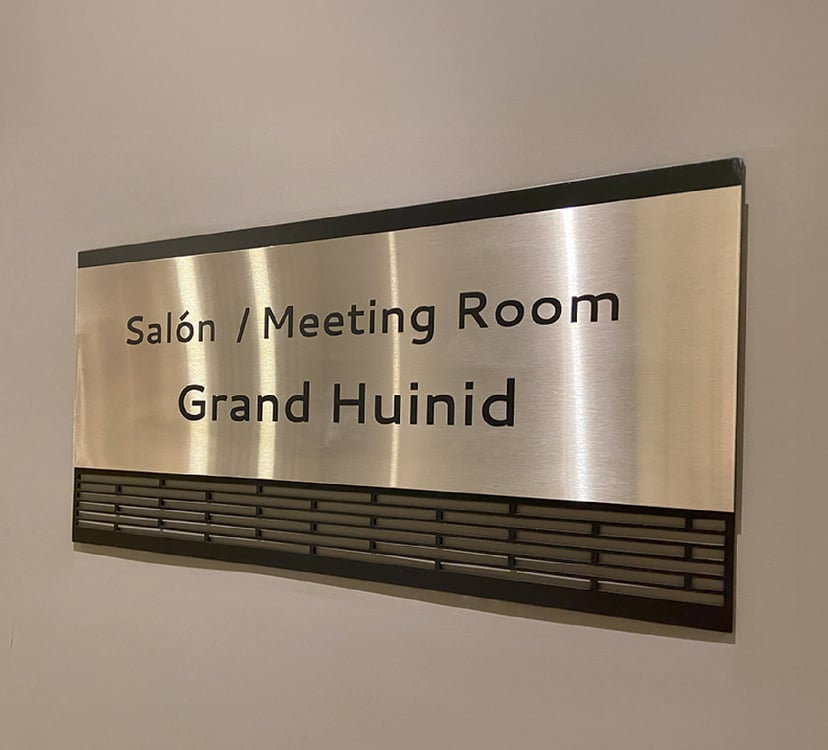 Salón / Meeting Room
Grand Huinid